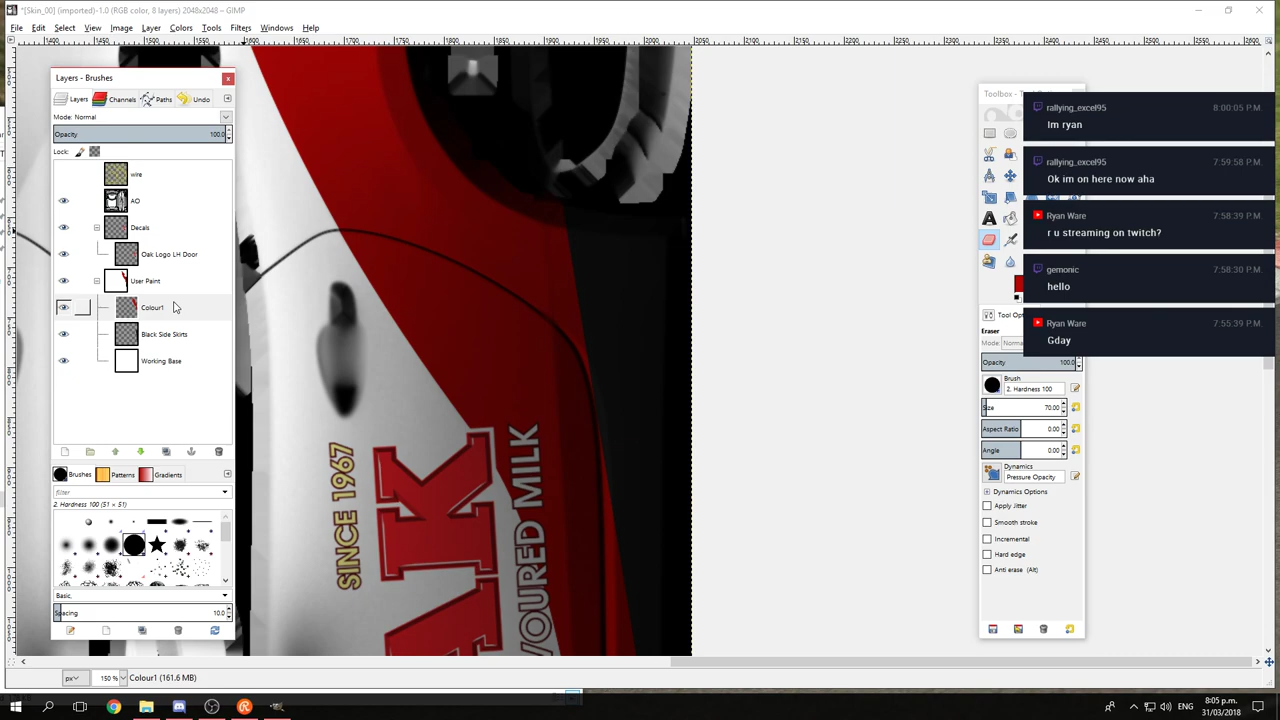 *[Skin_00] (imported)-1.0 (RGB color, 8 layers) 2048x2048 – GIMP
File Edit Select View Image Layer Colors Tools Filters Windows Help
Layers - Brushes
Layers Channels Paths Undo
Mode: Normal
Opacity 100.0
Lock:
wire
AO
Decals
Oak Logo LH Door
User Paint
Colour1
Black Side Skirts
Working Base
Brushes Patterns Gradients
filter
2. Hardness 100 (51 × 51)
Basic,
Spacing 10.0
SINCE 1967
AK
VOURED MILK
Toolbox - T
Tool Opti
Eraser
Mode: Norma
Opacity 100.0
Brush
2. Hardness 100
Size 70.00
Aspect Ratio 0.00
Angle 0.00
Dynamics
Pressure Opacity
Dynamics Options
Apply Jitter
Smooth stroke
Incremental
Hard edge
Anti erase (Alt)
rallying_excel95 8:00:05 P.M.
Im ryan
rallying_excel95 7:59:58 P.M.
Ok im on here now aha
Ryan Ware 7:58:39 P.M.
r u streaming on twitch?
gemonic 7:58:30 P.M.
hello
Ryan Ware 7:55:39 P.M.
Gday
px 150 % Colour1 (161.6 MB)
ENG
8:05 p.m.
31/03/2018